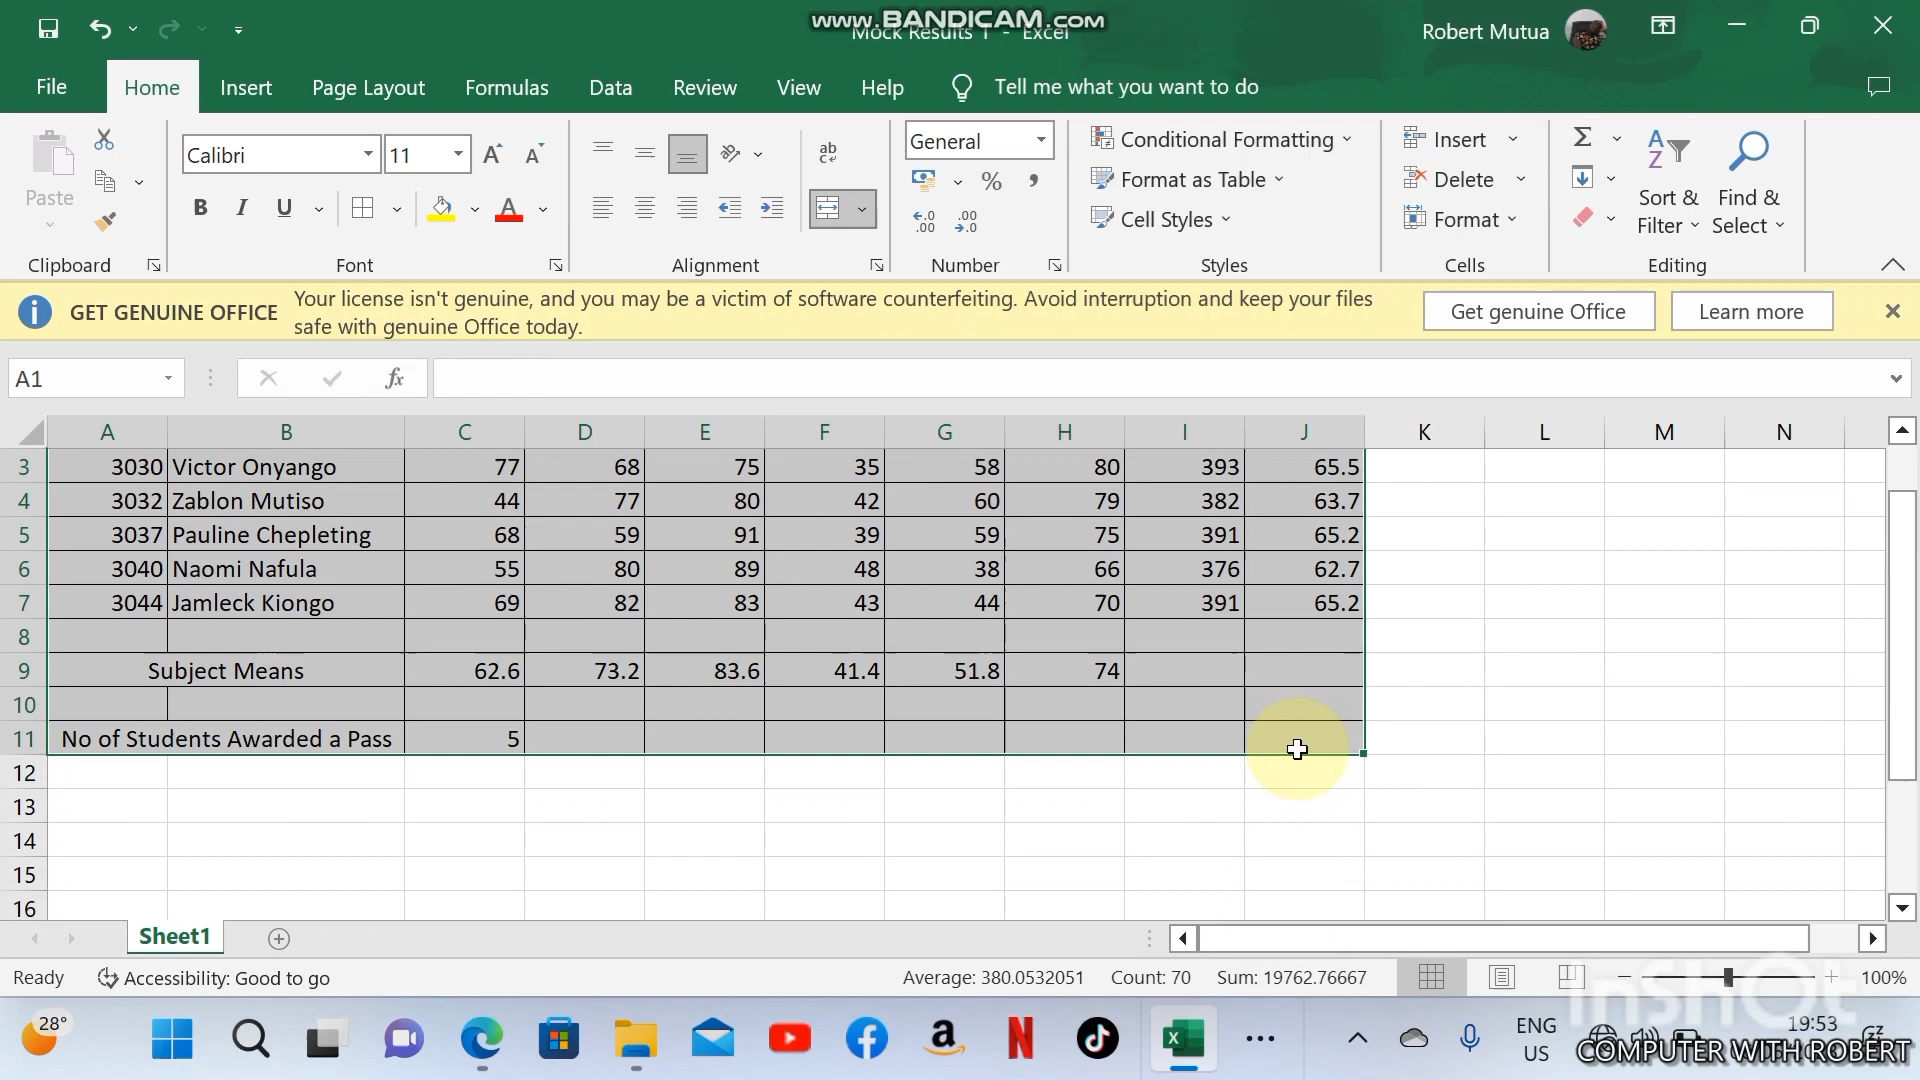 www.BANDICAM.com
Mock Results 1 - Excel
Robert Mutua
File Home Insert Page Layout Formulas Data Review View Help Tell me what you want to do
Calibri 11 General Conditional Formatting Insert
Paste Format as Table Delete Sort & Find &
B I U A Cell Styles Format Filter Select
Clipboard Font Alignment Number Styles Cells Editing
GET GENUINE OFFICE Your license isn't genuine, and you may be a victim of software counterfeiting. Avoid interruption and keep your files
safe with genuine Office today.
Get genuine Office Learn more
A1 fx
A B C D E F G H I J K L M N
3 3030 Victor Onyango 77 68 75 35 58 80 393 65.5
4 3032 Zablon Mutiso 44 77 80 42 60 79 382 63.7
5 3037 Pauline Chepleting 68 59 91 39 59 75 391 65.2
6 3040 Naomi Nafula 55 80 89 48 38 66 376 62.7
7 3044 Jamleck Kiongo 69 82 83 43 44 70 391 65.2
8
9 Subject Means 62.6 73.2 83.6 41.4 51.8 74
10
11 No of Students Awarded a Pass 5
12
13
14
15
16
Sheet1
Ready Accessibility: Good to go Average: 380.0532051 Count: 70 Sum: 19762.76667 100%
InShOt
28° ENG 19:53
US
COMPUTER WITH ROBERT